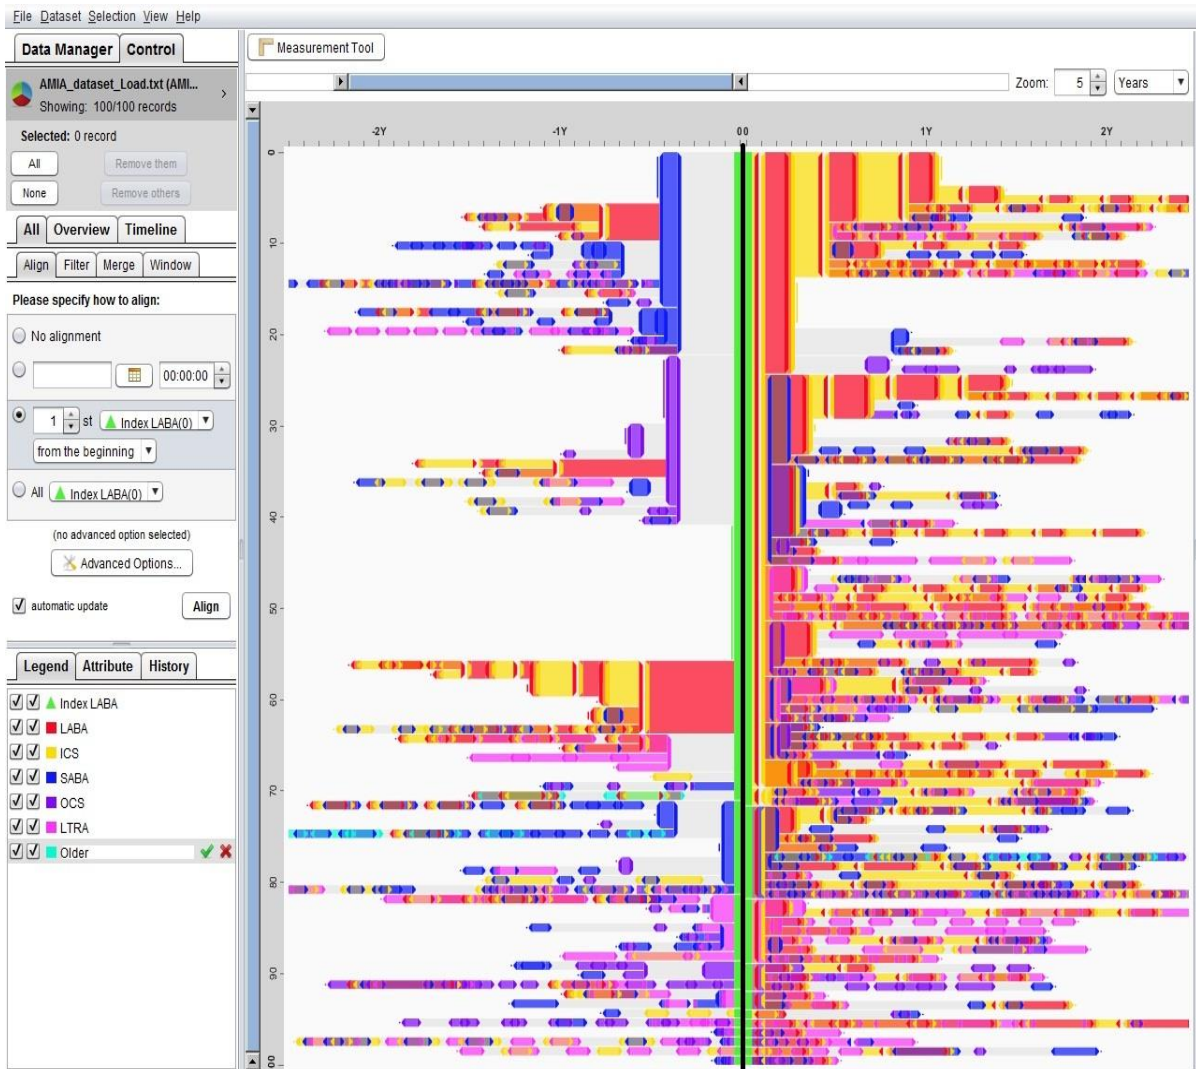 File Dataset Selection View Help
Data Manager Control
AMIA_dataset_Load.txt (AMI...
Showing: 100/100 records
Selected: 0 record
All Remove them
None Remove others
All Overview Timeline
Align Filter Merge Window
Please specify how to align:
No alignment
00:00:00
1 st Index LABA(0)
from the beginning
All Index LABA(0)
(no advanced option selected)
Advanced Options...
automatic update Align
Legend Attribute History
Index LABA
LABA
ICS
SABA
OCS
LTRA
Older
Measurement Tool
Zoom: 5 Years
-2Y -1Y 00 1Y 2Y
0
10
20
30
40
50
60
70
80
90
00